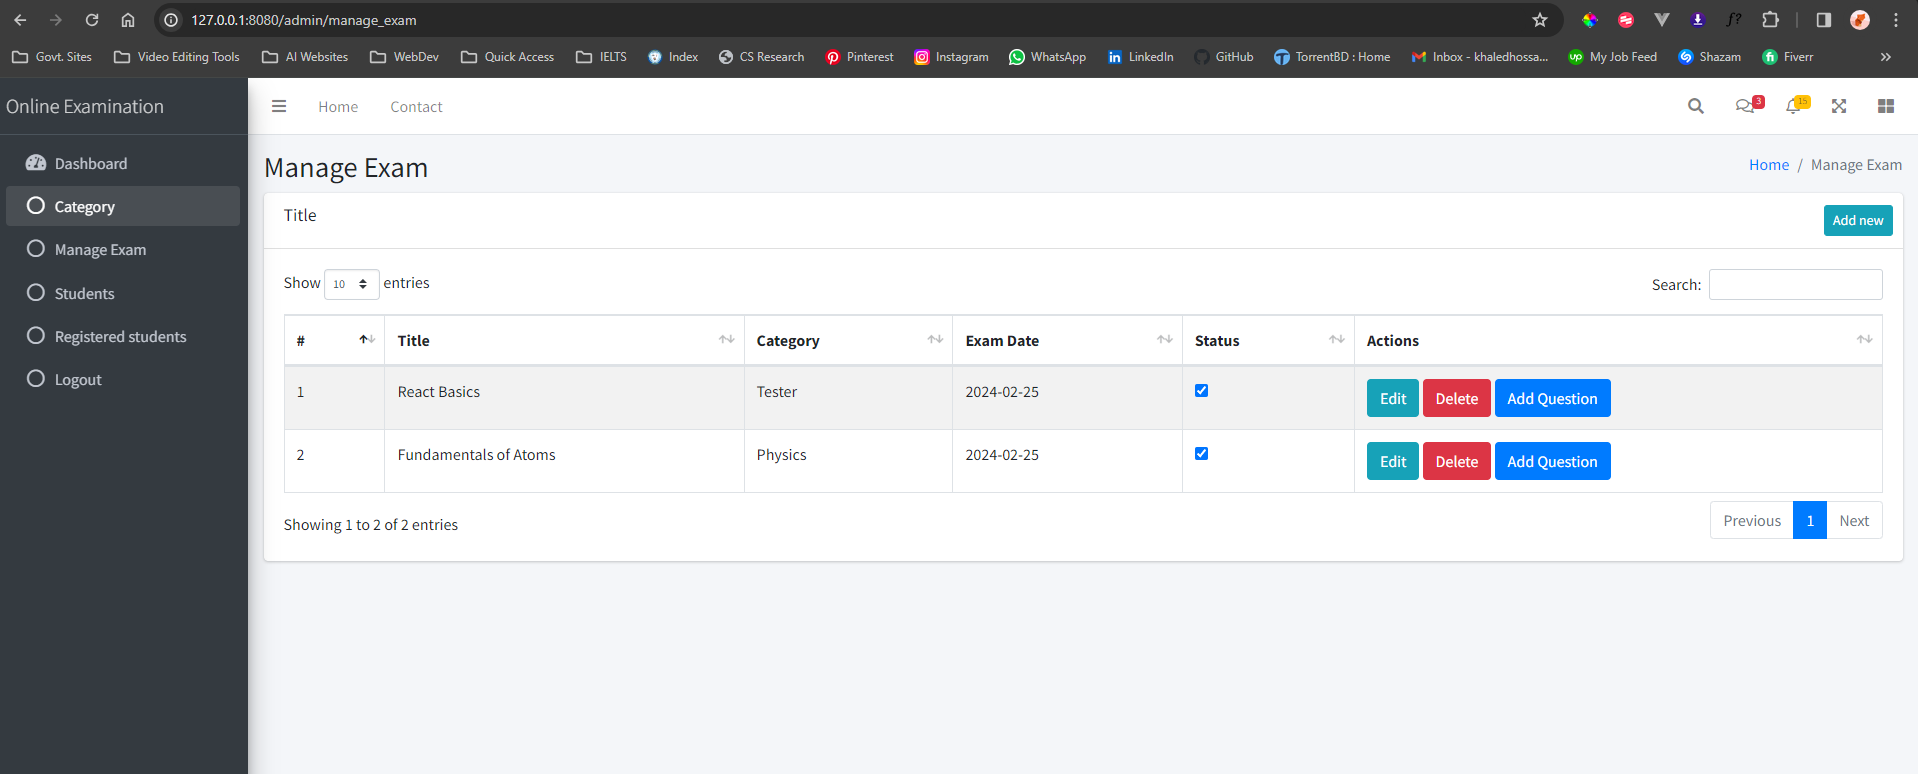 127.0.0.1:8080/admin/manage_exam
Govt. Sites Video Editing Tools AI Websites WebDev Quick Access IELTS Index CS Research Pinterest Instagram WhatsApp LinkedIn GitHub TorrentBD : Home Inbox - khaledhossa... My Job Feed Shazam Fiverr »
Online Examination
Home Contact 3 15
Dashboard
Category
Manage Exam
Students
Registered students
Logout
Manage Exam
Home / Manage Exam
Title
Add new
Show 10 entries
Search:
# Title Category Exam Date Status Actions
1 React Basics Tester 2024-02-25 Edit Delete Add Question
2 Fundamentals of Atoms Physics 2024-02-25 Edit Delete Add Question
Showing 1 to 2 of 2 entries
Previous 1 Next